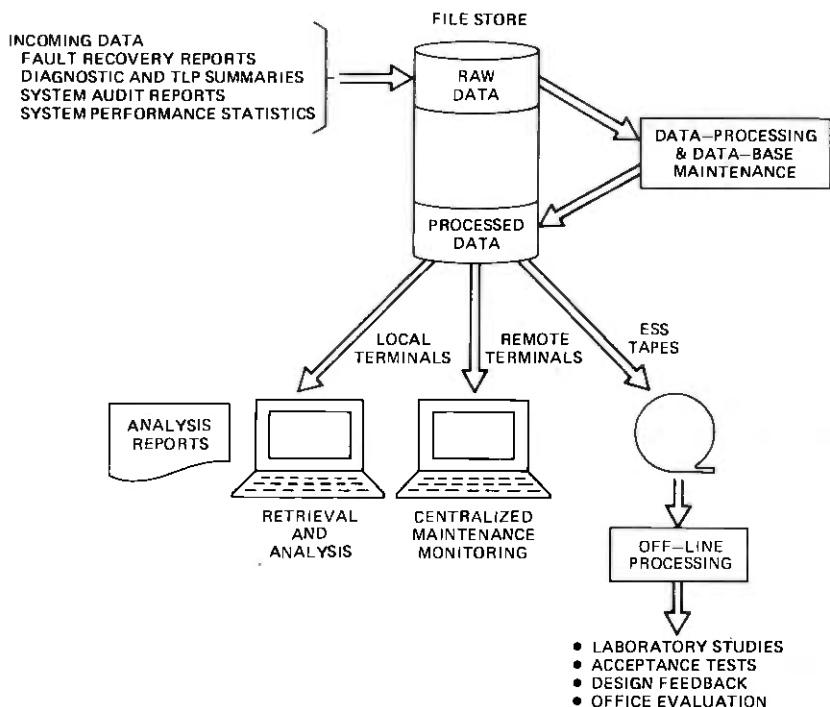 FILE STORE
INCOMING DATA
FAULT RECOVERY REPORTS
DIAGNOSTIC AND TLP SUMMARIES
SYSTEM AUDIT REPORTS
SYSTEM PERFORMANCE STATISTICS
RAW
DATA
DATA-PROCESSING
& DATA-BASE
MAINTENANCE
PROCESSED
DATA
LOCAL
TERMINALS
REMOTE
TERMINALS
ESS
TAPES
ANALYSIS
REPORTS
RETRIEVAL
AND
ANALYSIS
CENTRALIZED
MAINTENANCE
MONITORING
OFF-LINE
PROCESSING
• LABORATORY STUDIES
• ACCEPTANCE TESTS
• DESIGN FEEDBACK
• OFFICE EVALUATION